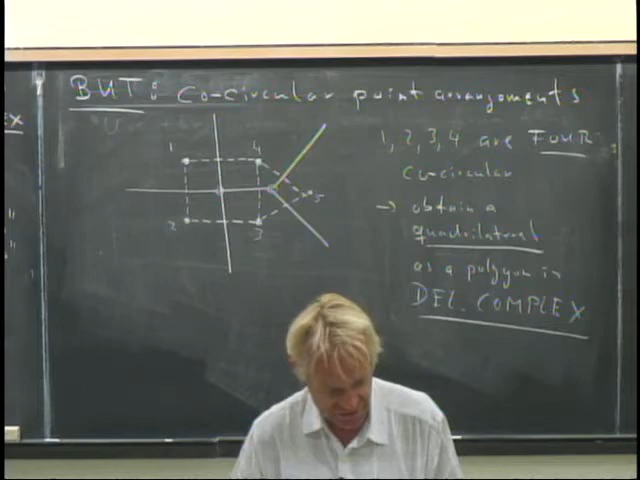 BUT: Co-circular point arrangements
1, 2, 3, 4 are FOUR
co-circular
→ obtain a
quadrilateral
as a polygon in
DEL. COMPLEX
1
4
5
2
3
X